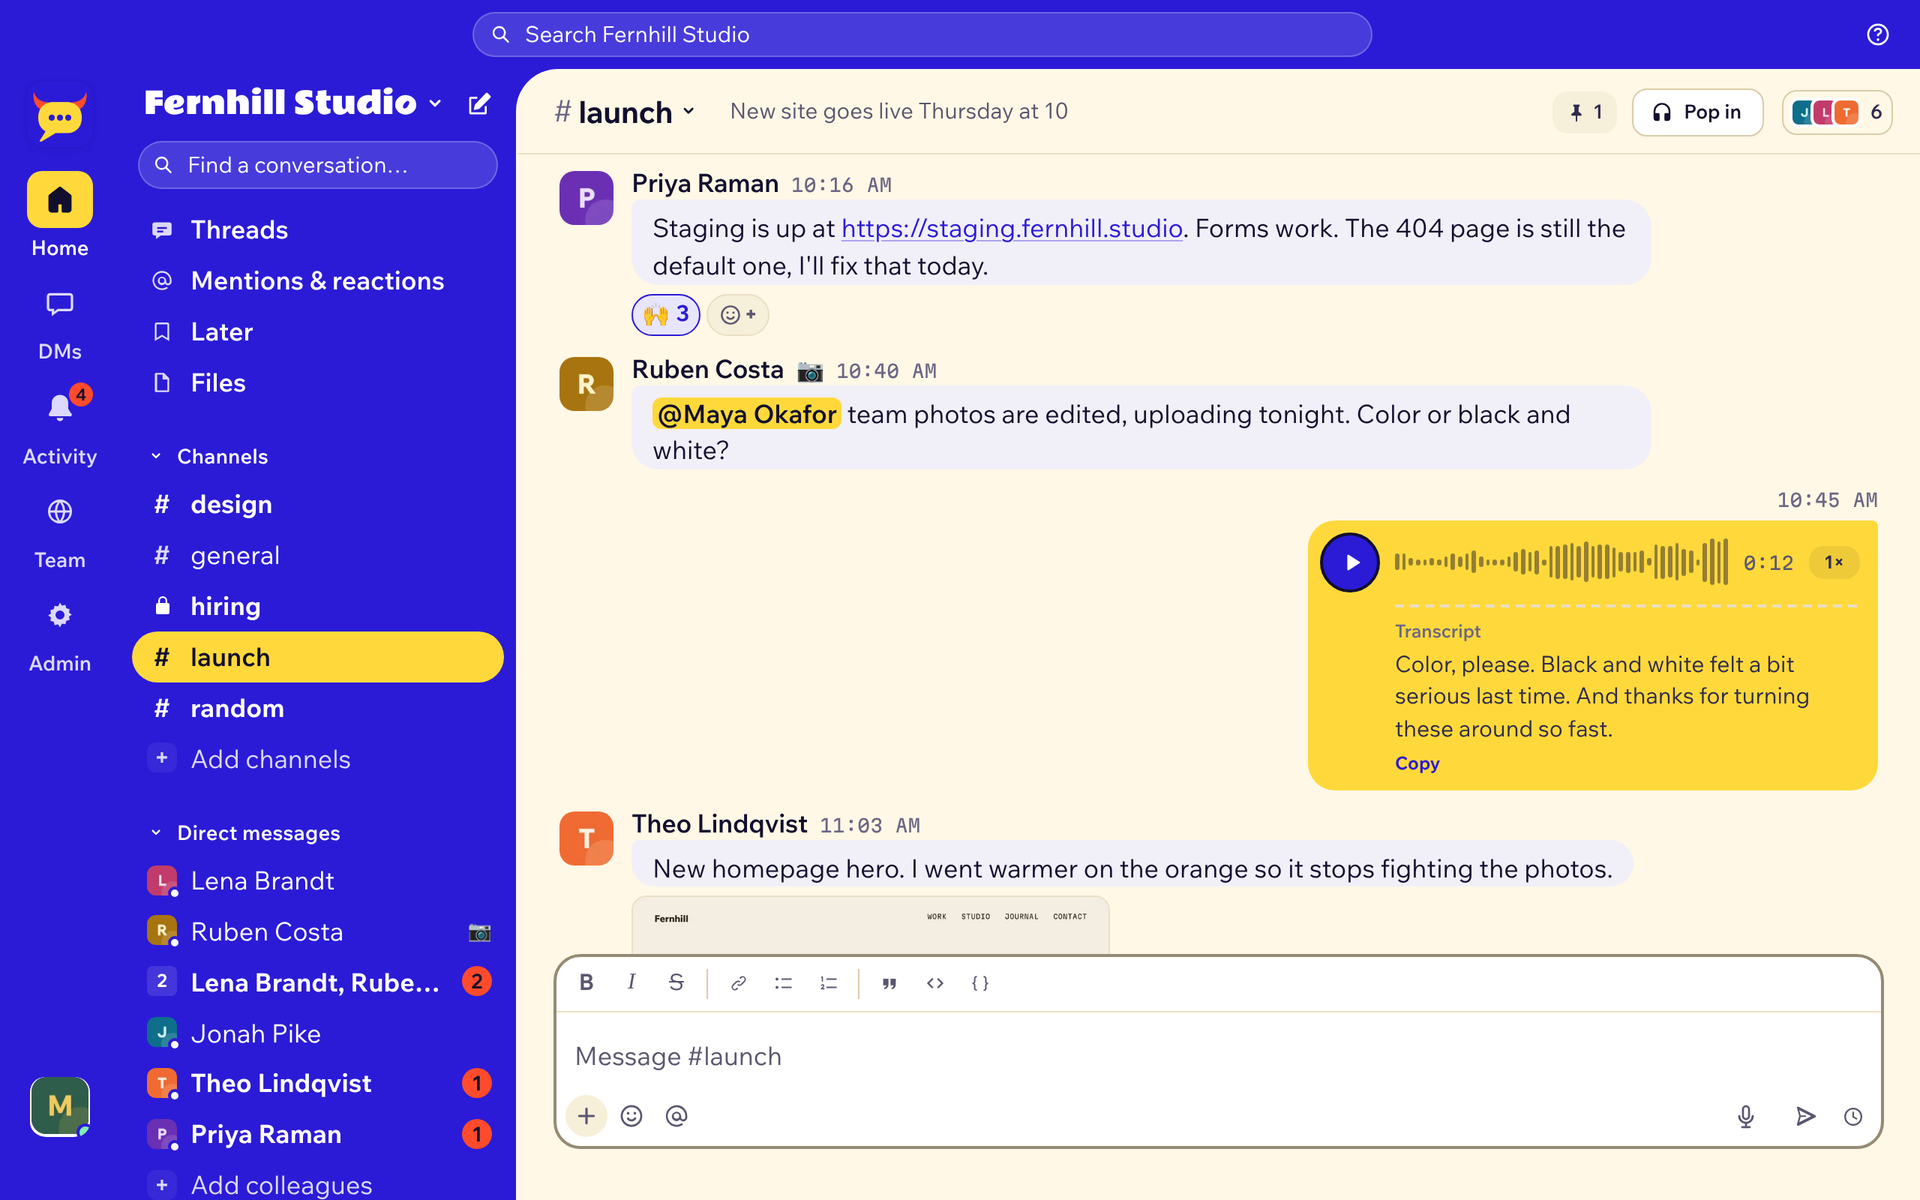 Search Fernhill Studio
Fernhill Studio
Find a conversation…
Home
DMs
4
Activity
Team
Admin
M
Threads
Mentions & reactions
Later
Files
Channels
# design
# general
hiring
# launch
# random
+ Add channels
Direct messages
L Lena Brandt
R Ruben Costa
2 Lena Brandt, Rube… 2
J Jonah Pike
T Theo Lindqvist 1
P Priya Raman 1
+ Add colleagues
# launch
New site goes live Thursday at 10
1
Pop in
J L T 6
P
Priya Raman 10:16 AM
Staging is up at https://staging.fernhill.studio. Forms work. The 404 page is still the
default one, I'll fix that today.
🙌 3
R
Ruben Costa 📷 10:40 AM
@Maya Okafor team photos are edited, uploading tonight. Color or black and
white?
10:45 AM
0:12 1×
Transcript
Color, please. Black and white felt a bit
serious last time. And thanks for turning
these around so fast.
Copy
T
Theo Lindqvist 11:03 AM
New homepage hero. I went warmer on the orange so it stops fighting the photos.
Fernhill WORK STUDIO JOURNAL CONTACT
B I S
Message #launch